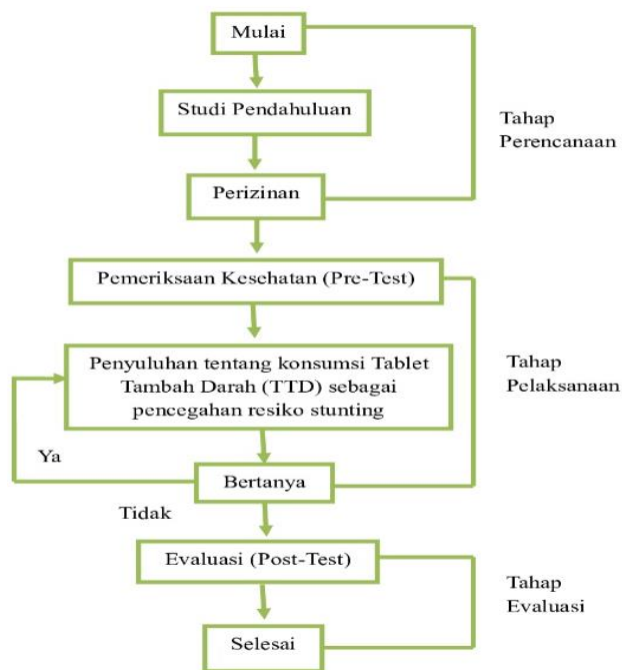 Mulai
Studi Pendahuluan
Tahap
Perencanaan
Perizinan
Pemeriksaan Kesehatan (Pre-Test)
Penyuluhan tentang konsumsi Tablet
Tambah Darah (TTD) sebagai
pencegahan resiko stunting
Tahap
Pelaksanaan
Ya
Bertanya
Tidak
Evaluasi (Post-Test)
Tahap
Evaluasi
Selesai